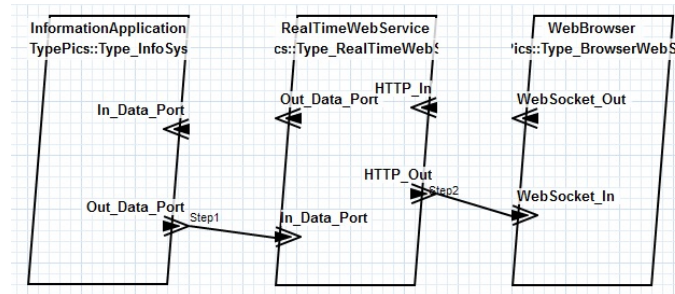 InformationApplication
TypePics::Type_InfoSys
In_Data_Port
Out_Data_Port
Step1
RealTimeWebService
cs::Type_RealTimeWebS
Out_Data_Port
HTTP_In
HTTP_Out
Step2
In_Data_Port
WebBrowser
Pics::Type_BrowserWebS
WebSocket_Out
WebSocket_In